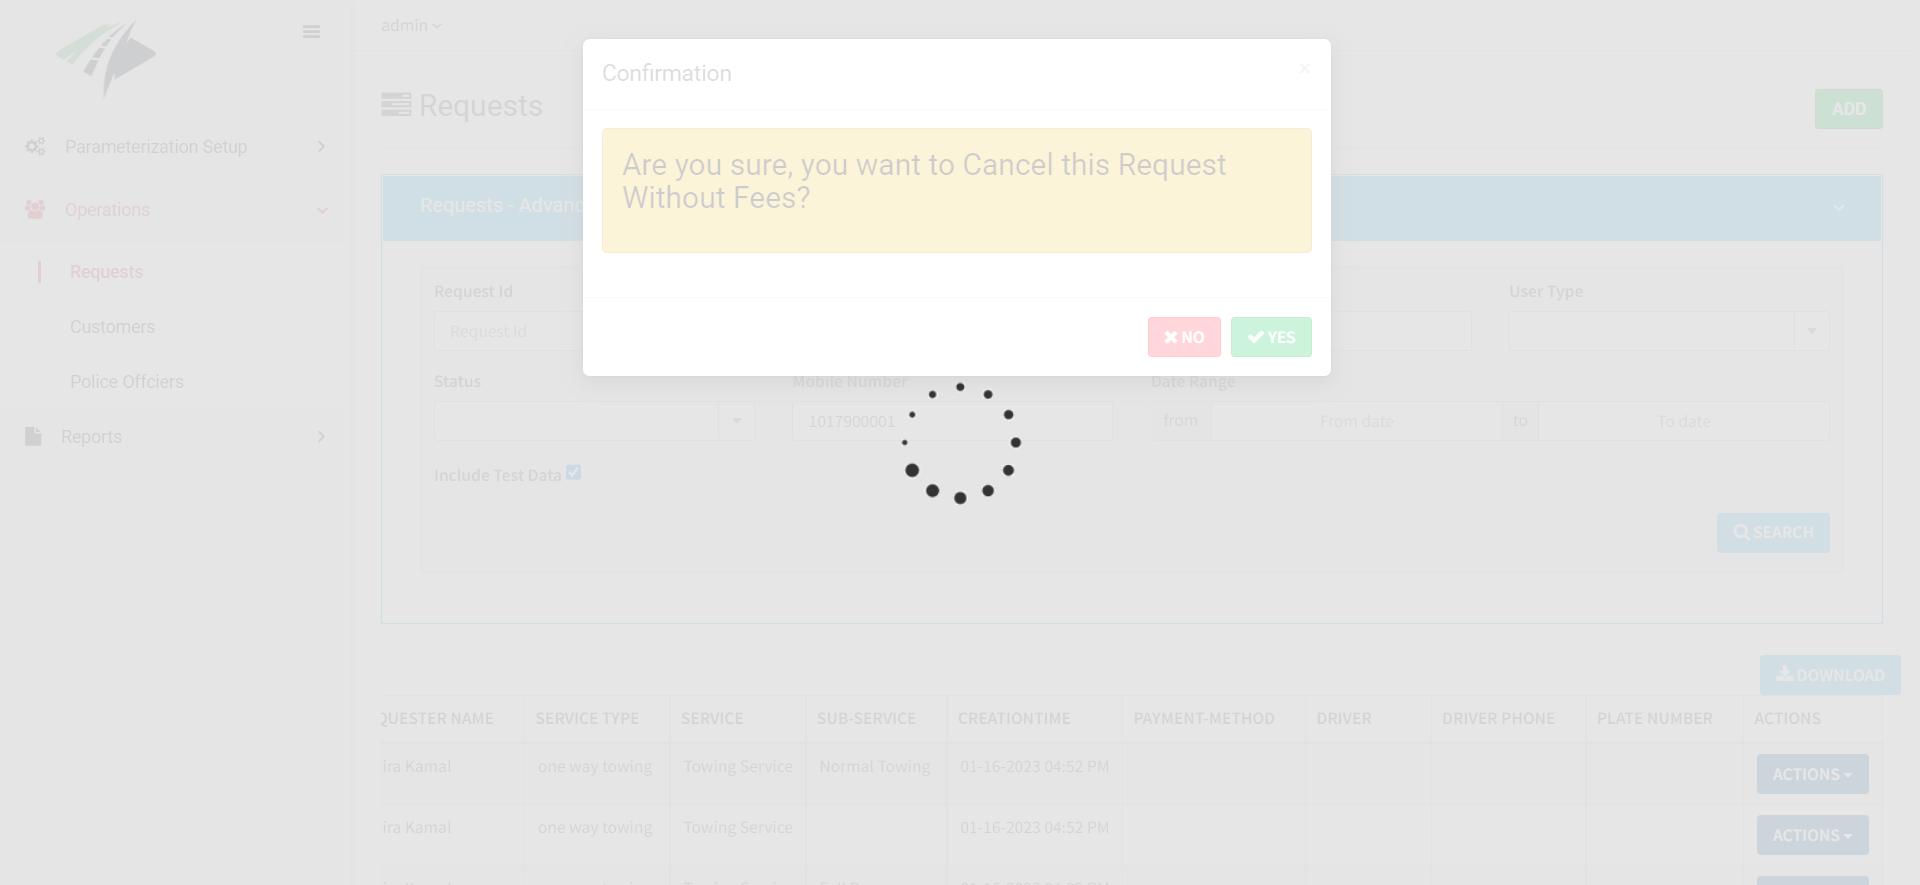 admin
Confirmation
×
Requests
ADD
Parameterization Setup
Are you sure, you want to Cancel this Request
Without Fees?
Operations
Requests - Advanc
Requests
Request Id
User Type
Customers
Request Id
NO
YES
Police Offciers
Status
Mobile Number
Date Range
1017900001
from
From date
to
To date
Reports
Include Test Data
SEARCH
DOWNLOAD
QUESTER NAME SERVICE TYPE SERVICE SUB-SERVICE CREATIONTIME PAYMENT-METHOD DRIVER DRIVER PHONE PLATE NUMBER ACTIONS
ira Kamal one way towing Towing Service Normal Towing 01-16-2023 04:52 PM ACTIONS
ira Kamal one way towing Towing Service 01-16-2023 04:52 PM ACTIONS